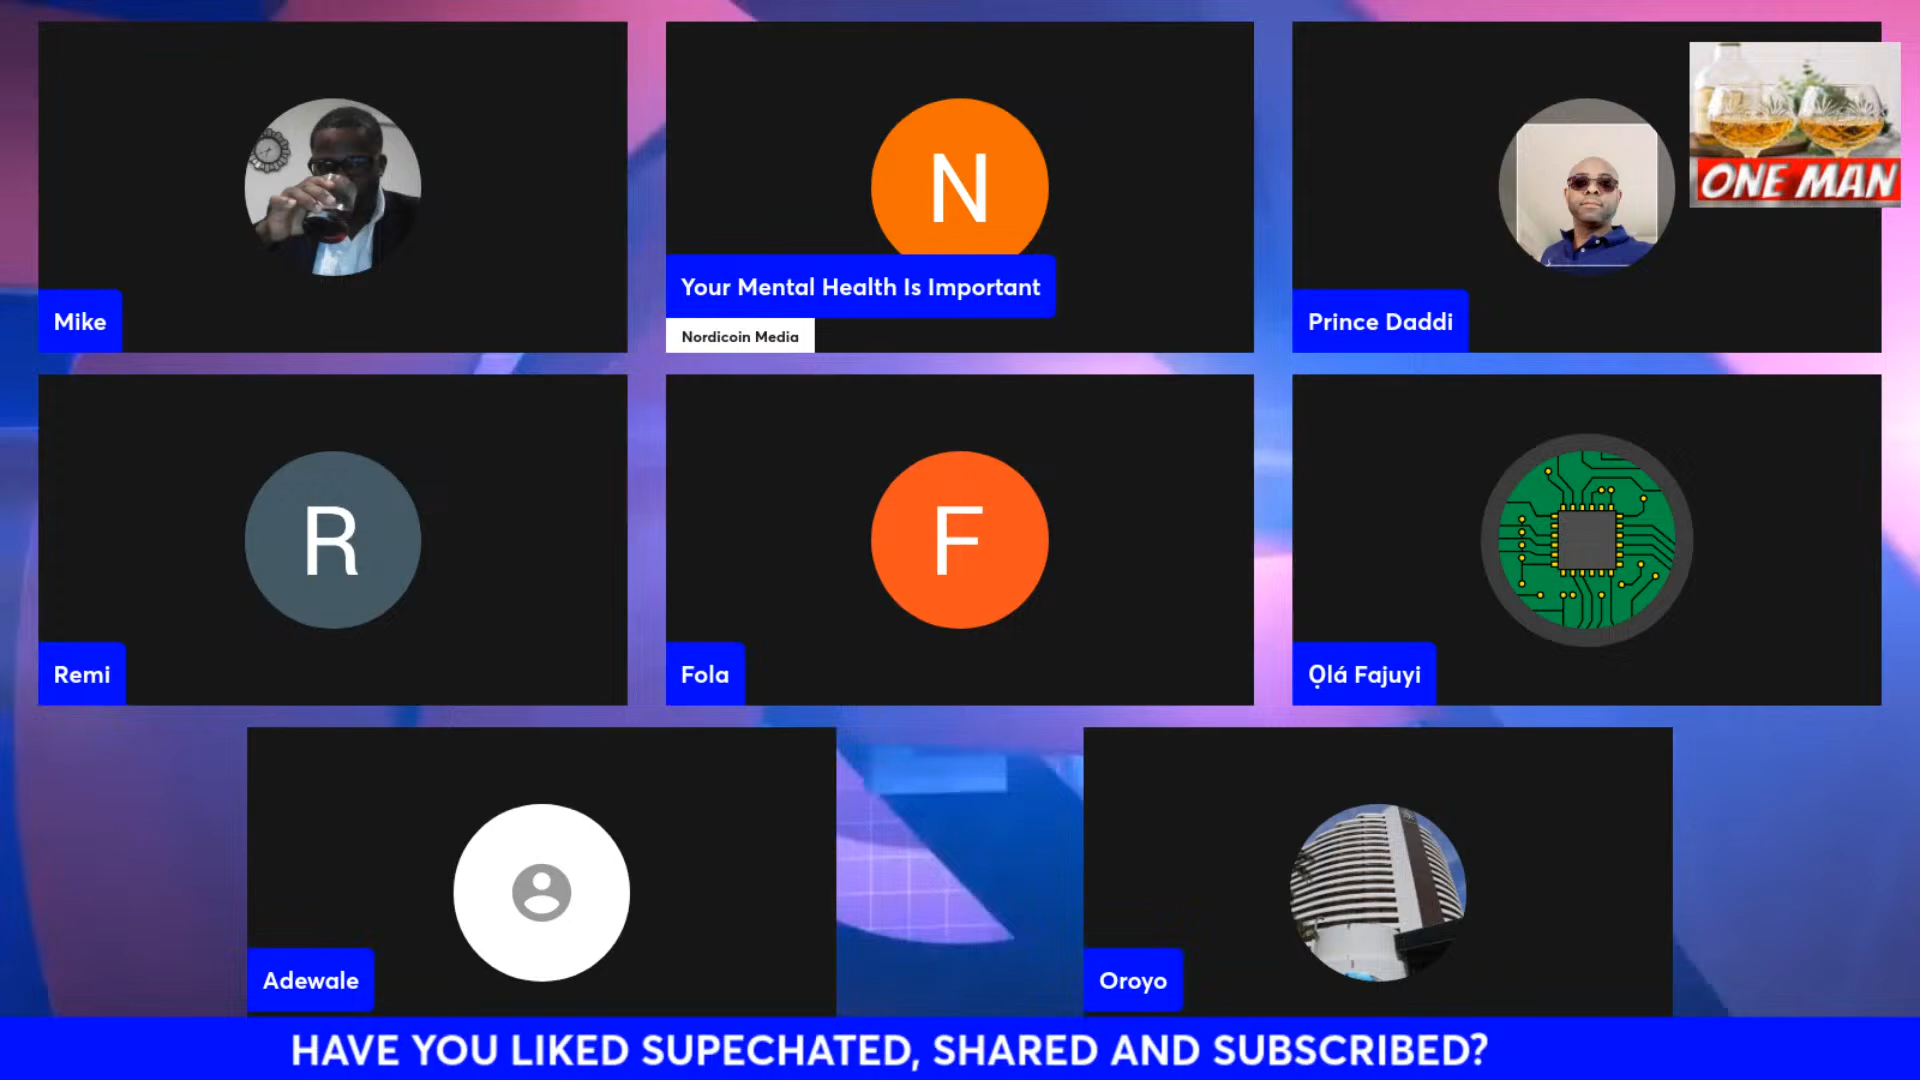 ONE MAN
N
Mike
Your Mental Health Is Important
Nordicoin Media
Prince Daddi
R
F
Remi
Fola
Ọlá Fajuyi
Adewale
Oroyo
HAVE YOU LIKED SUPECHATED, SHARED AND SUBSCRIBED?